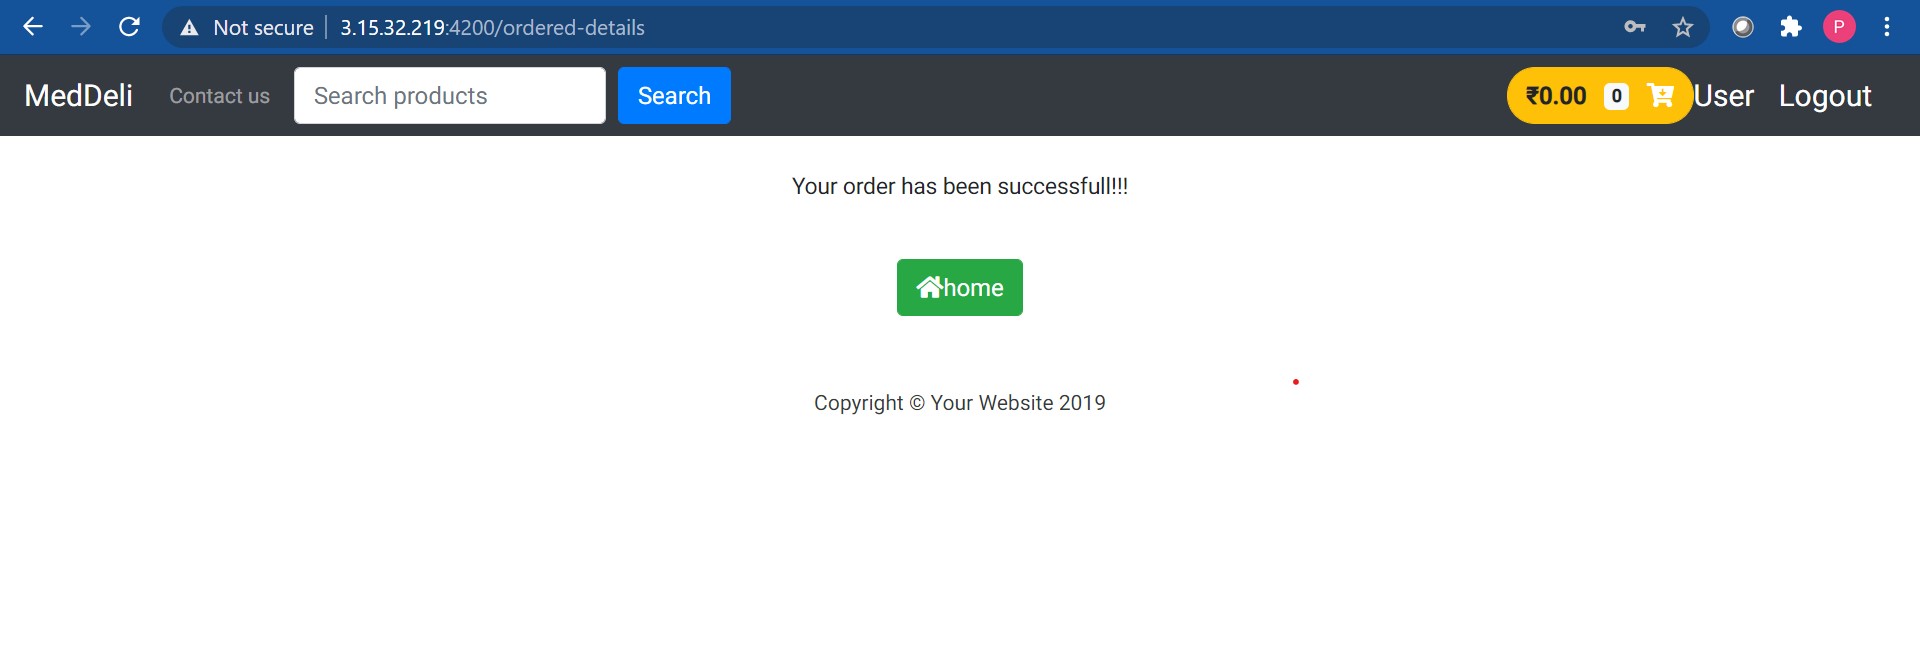 Not secure | 3.15.32.219:4200/ordered-details P
MedDeli Contact us Search products Search ₹0.00 0 User Logout
Your order has been successfull!!!
home
Copyright © Your Website 2019